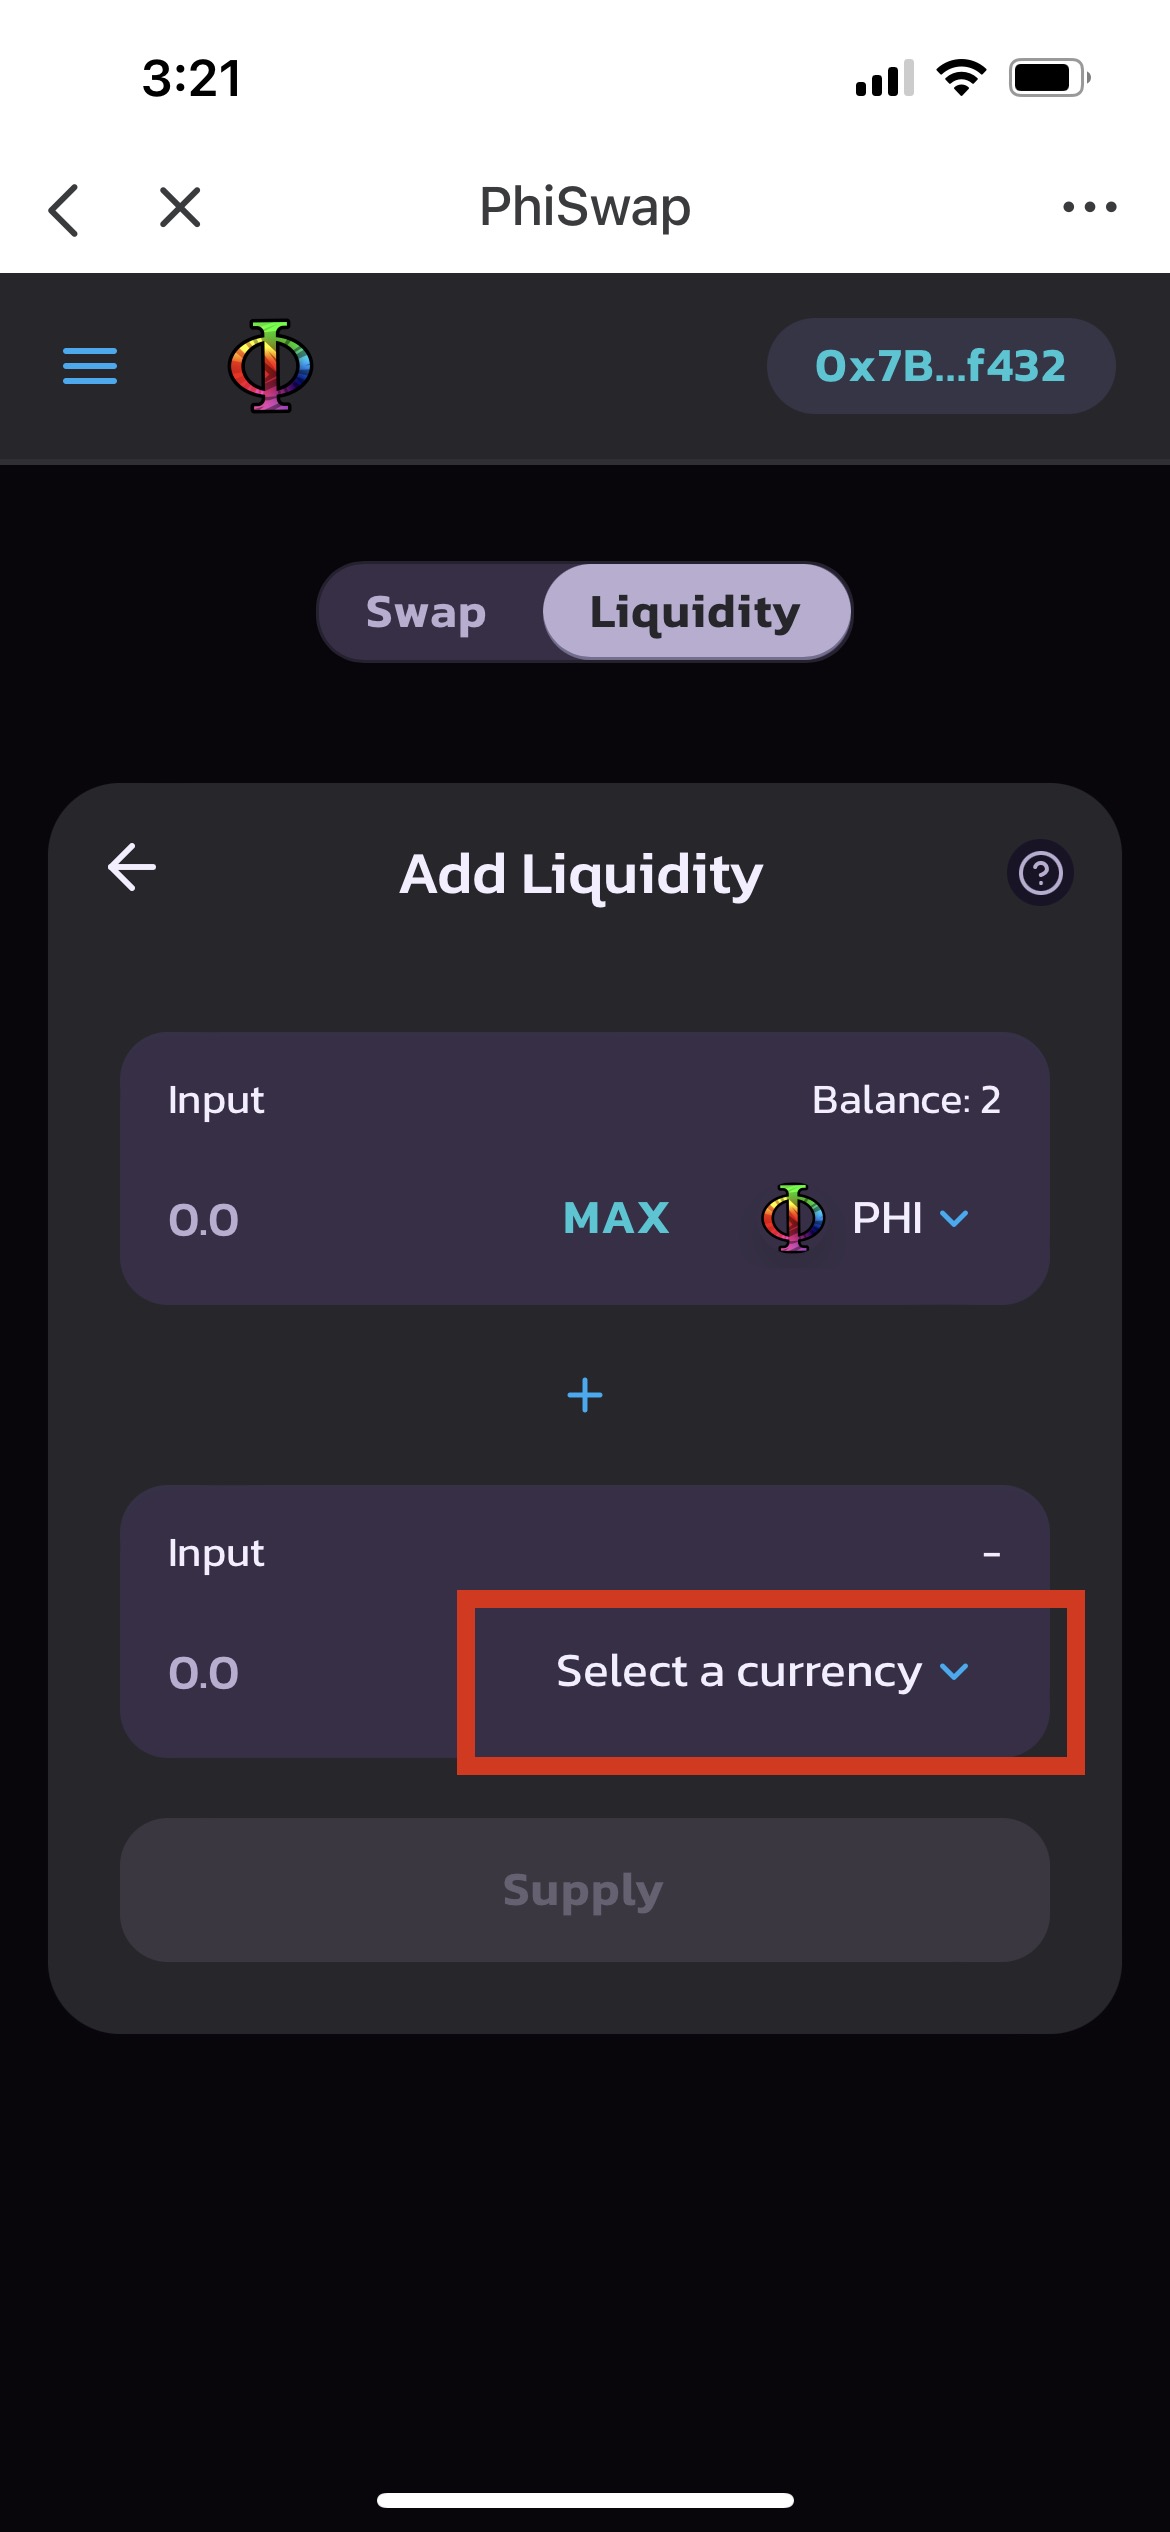 3:21
PhiSwap
0x7B...f432
Swap Liquidity
Add Liquidity
Input Balance: 2
0.0 MAX PHI
Input -
0.0 Select a currency
Supply